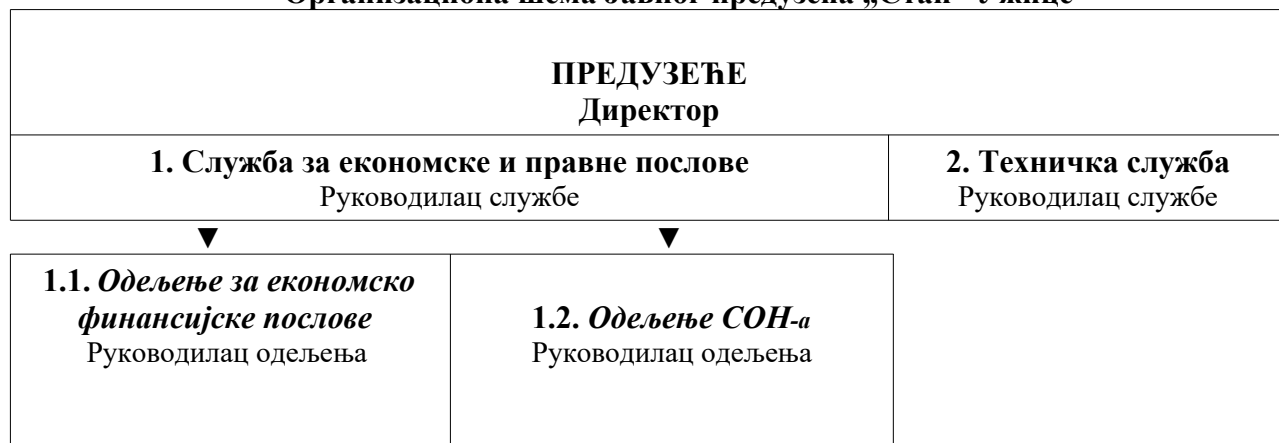 ПРЕДУЗЕЋЕ
Директор
1. Служба за економске и правне послове
Руководилац службе
2. Техничка служба
Руководилац службе
▼ ▼
1.1. Одељење за економско
финансијске послове
Руководилац одељења
1.2. Одељење СОН-а
Руководилац одељења